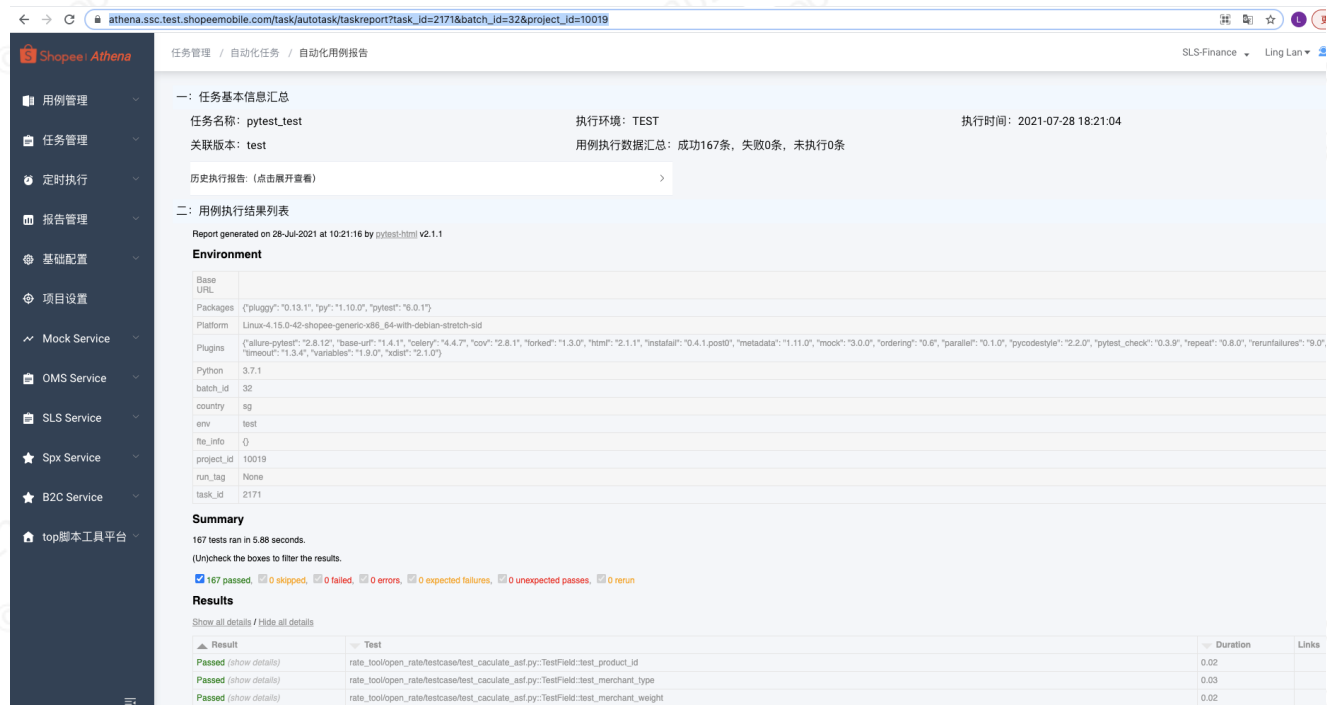 athena.ssc.test.shopeemobile.com/task/autotask/taskreport?task_id=2171&batch_id=32&project_id=10019
L
Shopee Athena
任务管理 / 自动化任务 / 自动化用例报告
SLS-Finance
Ling Lan
用例管理
任务管理
定时执行
报告管理
基础配置
项目设置
Mock Service
OMS Service
SLS Service
Spx Service
B2C Service
top脚本工具平台
一：任务基本信息汇总
任务名称：pytest_test 执行环境：TEST 执行时间：2021-07-28 18:21:04
关联版本：test 用例执行数据汇总：成功167条，失败0条，未执行0条
历史执行报告:（点击展开查看）
二：用例执行结果列表
Report generated on 28-Jul-2021 at 10:21:16 by pytest-html v2.1.1
Environment
Base URL
Packages {"pluggy": "0.13.1", "py": "1.10.0", "pytest": "6.0.1"}
Platform Linux-4.15.0-42-shopee-generic-x86_64-with-debian-stretch-sid
Plugins {"allure-pytest": "2.8.12", "base-url": "1.4.1", "celery": "4.4.7", "cov": "2.8.1", "forked": "1.3.0", "html": "2.1.1", "instafail": "0.4.1.post0", "metadata": "1.11.0", "mock": "3.0.0", "ordering": "0.6", "parallel": "0.1.0", "pycodestyle": "2.2.0", "pytest_check": "0.3.9", "repeat": "0.8.0", "rerunfailures": "9.0",
"timeout": "1.3.4", "variables": "1.9.0", "xdist": "2.1.0"}
Python 3.7.1
batch_id 32
country sg
env test
fte_info {}
project_id 10019
run_tag None
task_id 2171
Summary
167 tests ran in 5.88 seconds.
(Un)check the boxes to filter the results.
167 passed, 0 skipped, 0 failed, 0 errors, 0 expected failures, 0 unexpected passes, 0 rerun
Results
Show all details / Hide all details
Result Test Duration Links
Passed (show details) rate_tool/open_rate/testcase/test_caculate_asf.py::TestField::test_product_id 0.02
Passed (show details) rate_tool/open_rate/testcase/test_caculate_asf.py::TestField::test_merchant_type 0.03
Passed (show details) rate_tool/open_rate/testcase/test_caculate_asf.py::TestField::test_merchant_weight 0.02